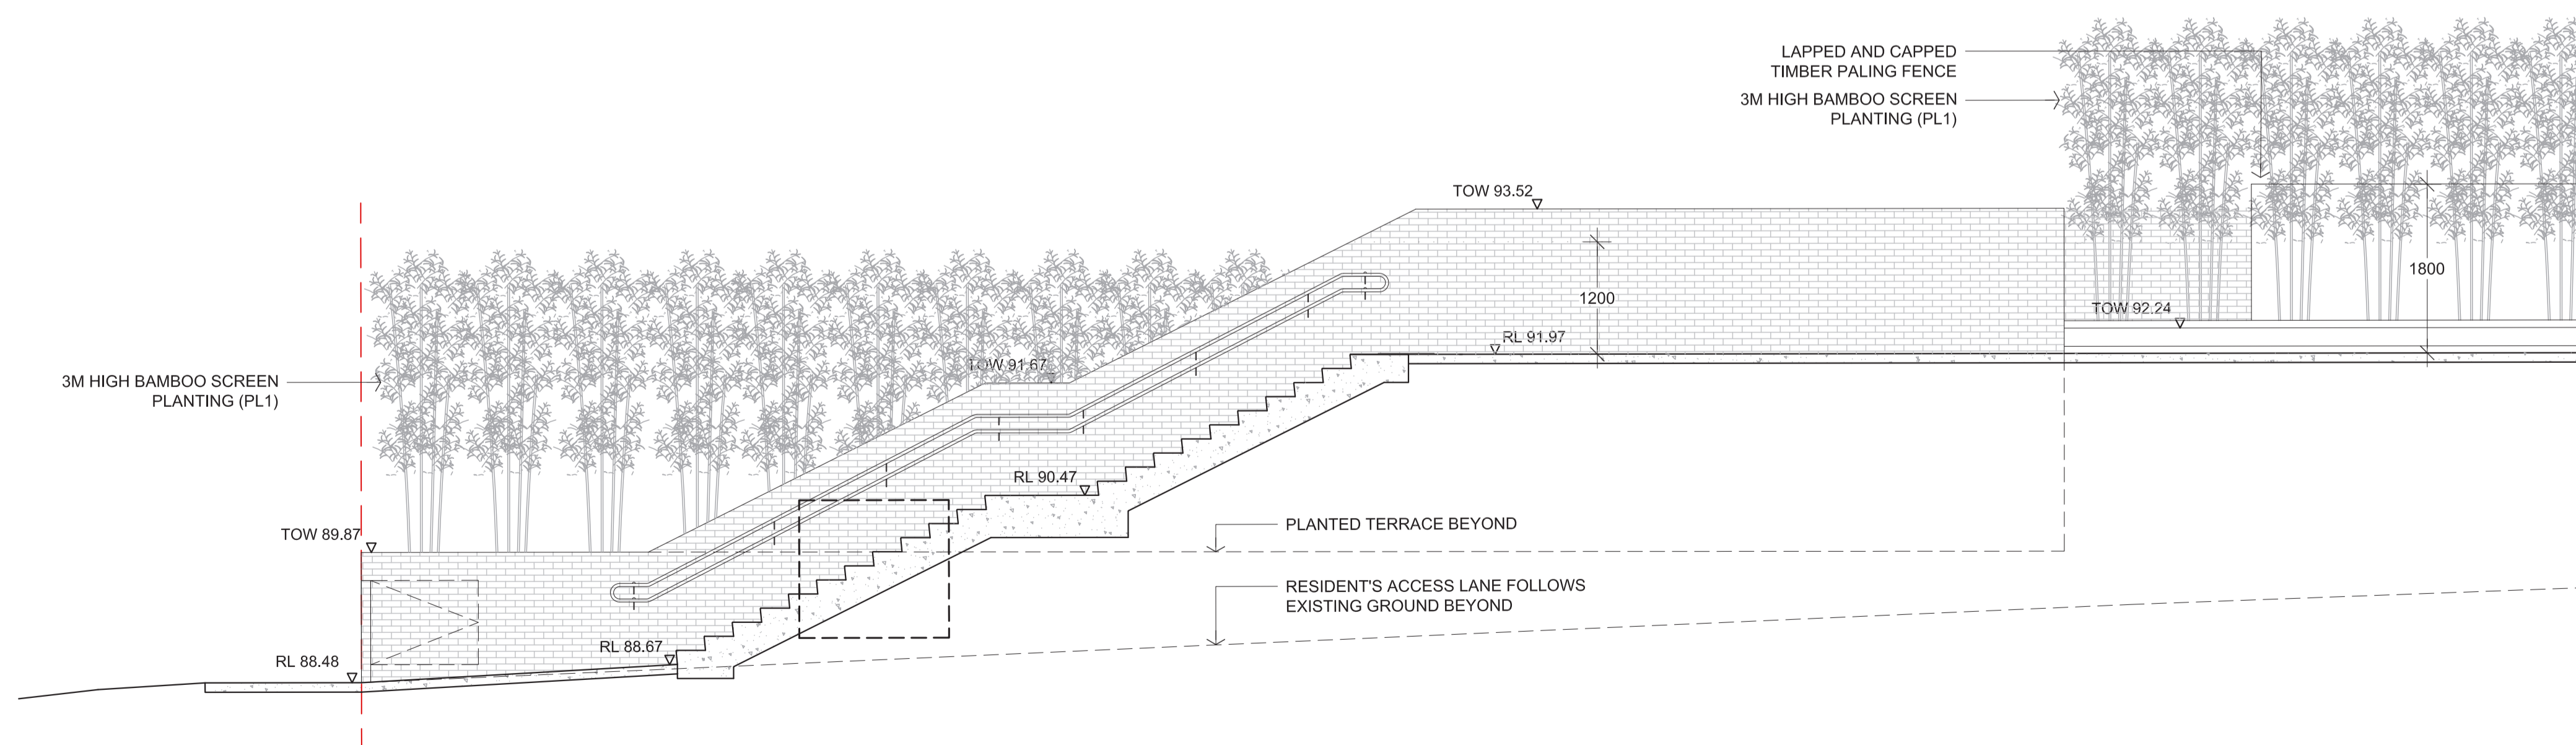 LAPPED AND CAPPED
TIMBER PALING FENCE
3M HIGH BAMBOO SCREEN
PLANTING (PL1)
TOW 93.52
1800
1200
TOW 92.24
RL 91.97
TOW 91.67
3M HIGH BAMBOO SCREEN
PLANTING (PL1)
RL 90.47
PLANTED TERRACE BEYOND
TOW 89.87
RESIDENT'S ACCESS LANE FOLLOWS
EXISTING GROUND BEYOND
RL 88.67
RL 88.48